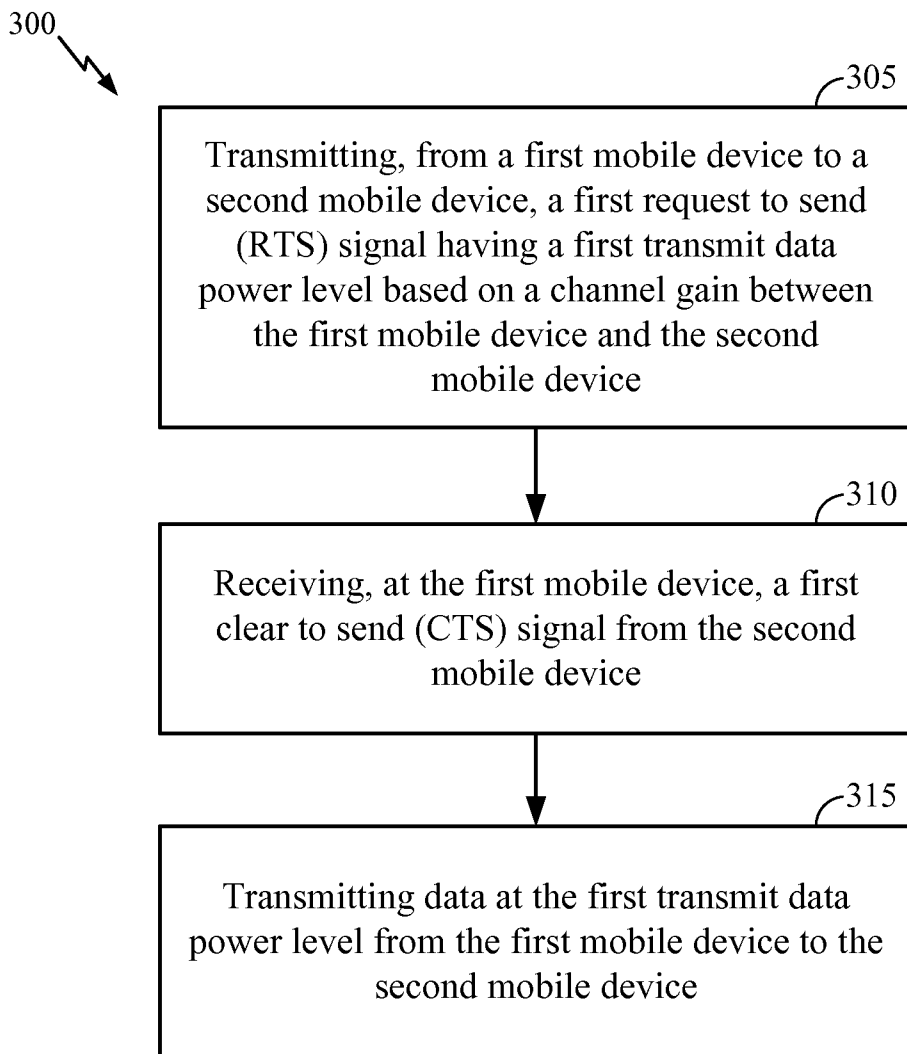 300
305
Transmitting, from a first mobile device to a
second mobile device, a first request to send
(RTS) signal having a first transmit data
power level based on a channel gain between
the first mobile device and the second
mobile device
310
Receiving, at the first mobile device, a first
clear to send (CTS) signal from the second
mobile device
315
Transmitting data at the first transmit data
power level from the first mobile device to the
second mobile device